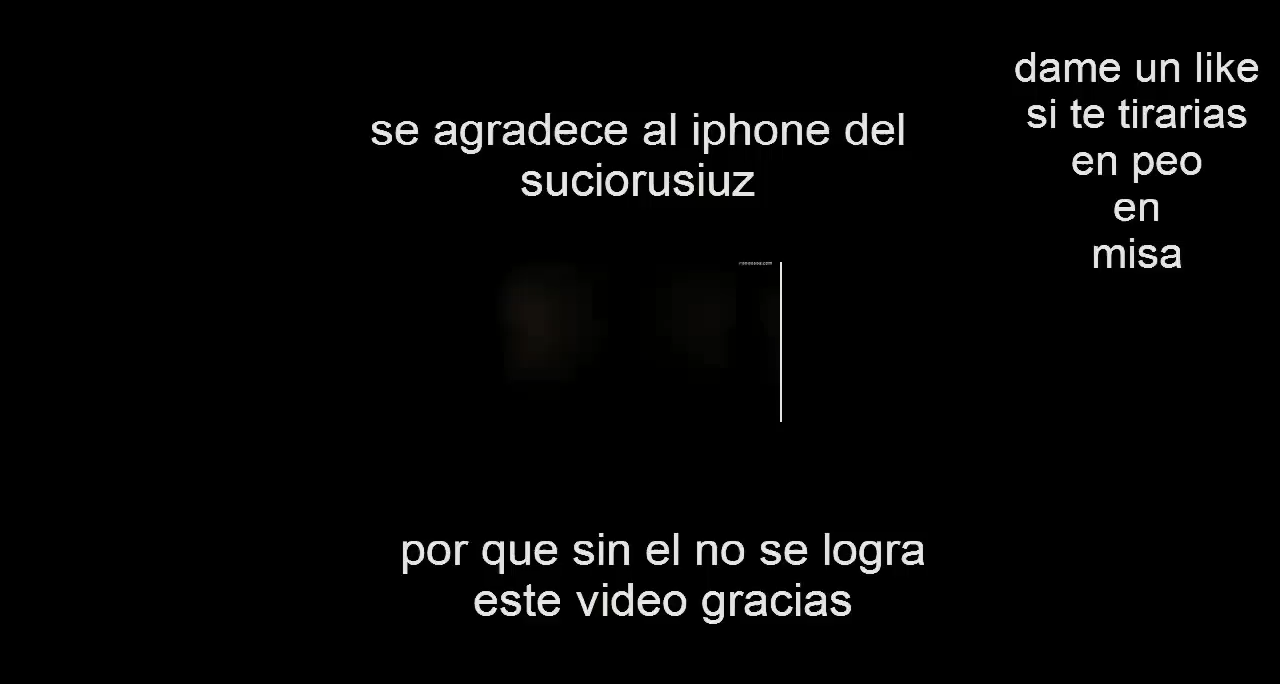 se agradece al iphone del
suciorusiuz
dame un like
si te tirarias
en peo
en
misa
por que sin el no se logra
este video gracias